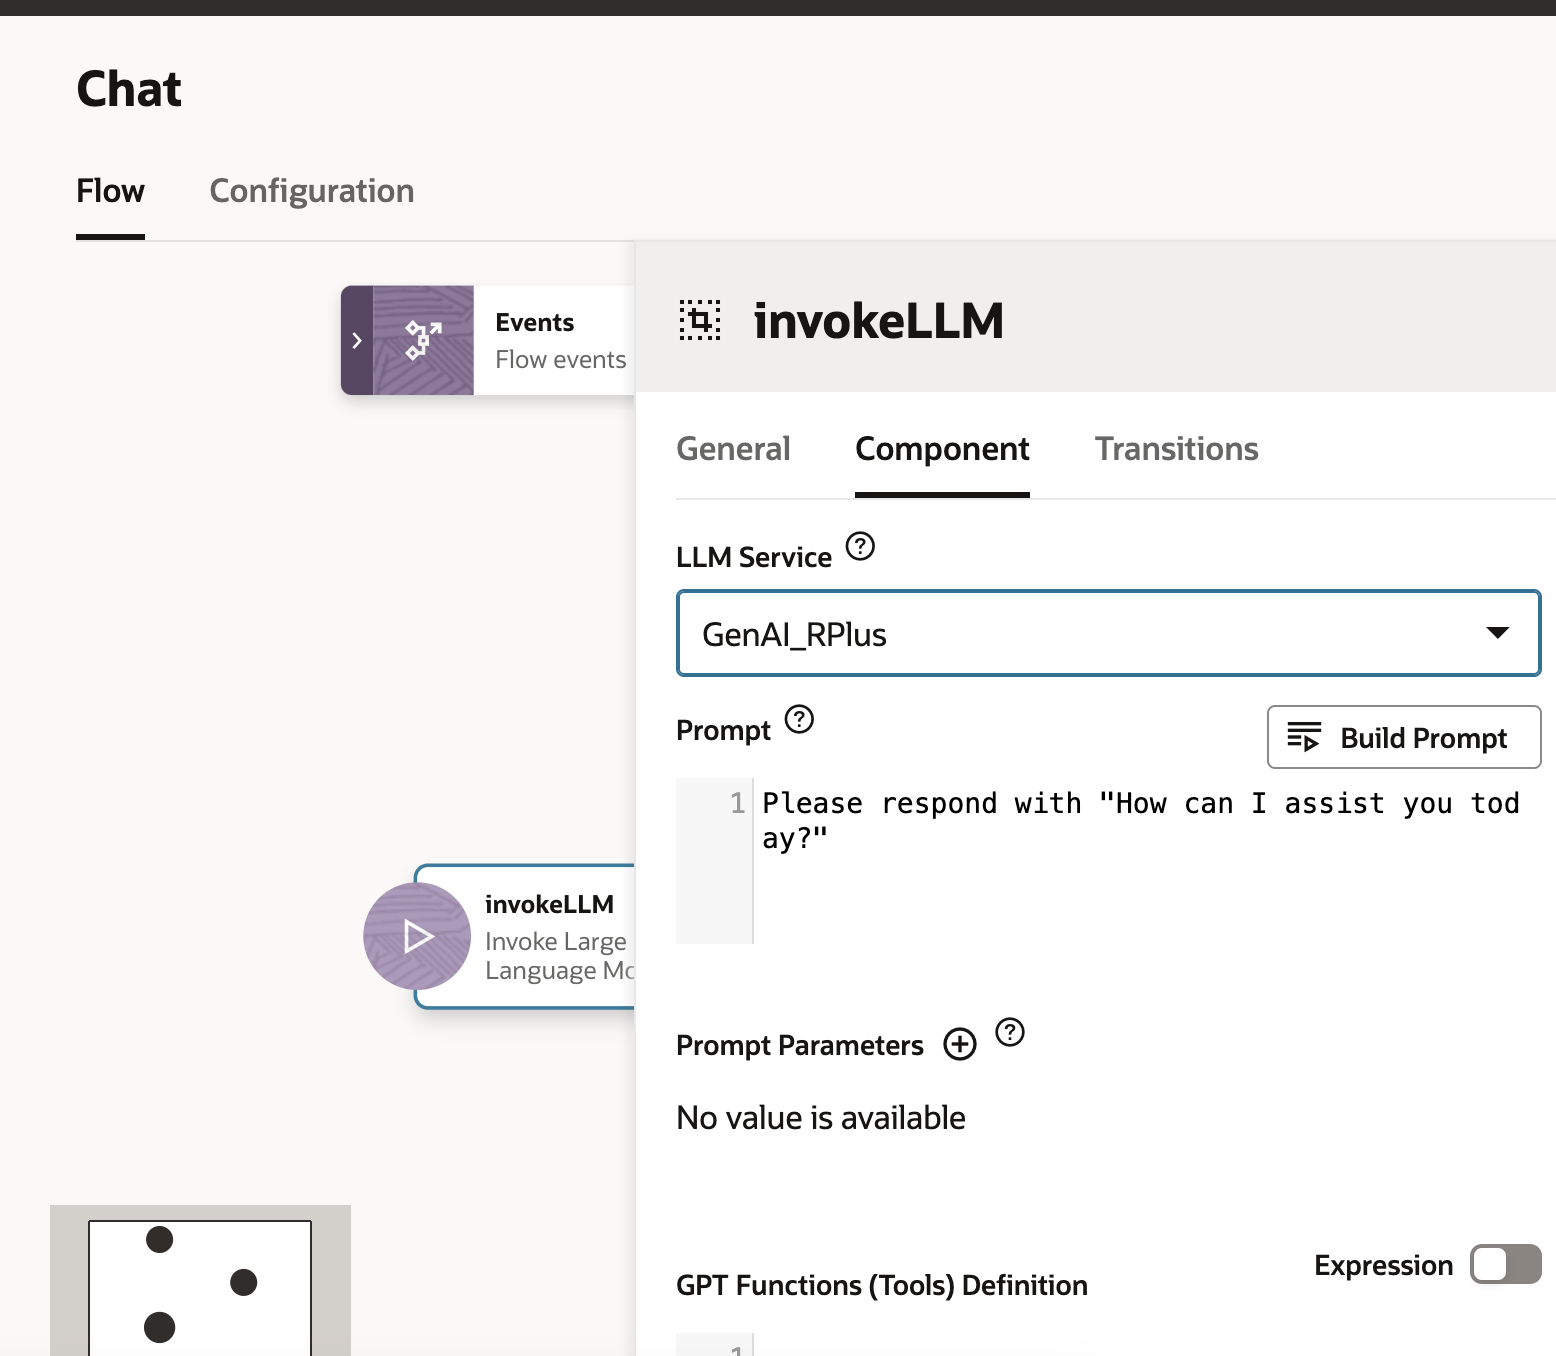 Chat
Flow Configuration
Events
Flow events
invokeLLM
General Component Transitions
LLM Service
GenAI_RPlus
Prompt
Build Prompt
1 Please respond with "How can I assist you tod
ay?"
invokeLLM
Invoke Large
Language Mo
Prompt Parameters
No value is available
Expression
GPT Functions (Tools) Definition
1